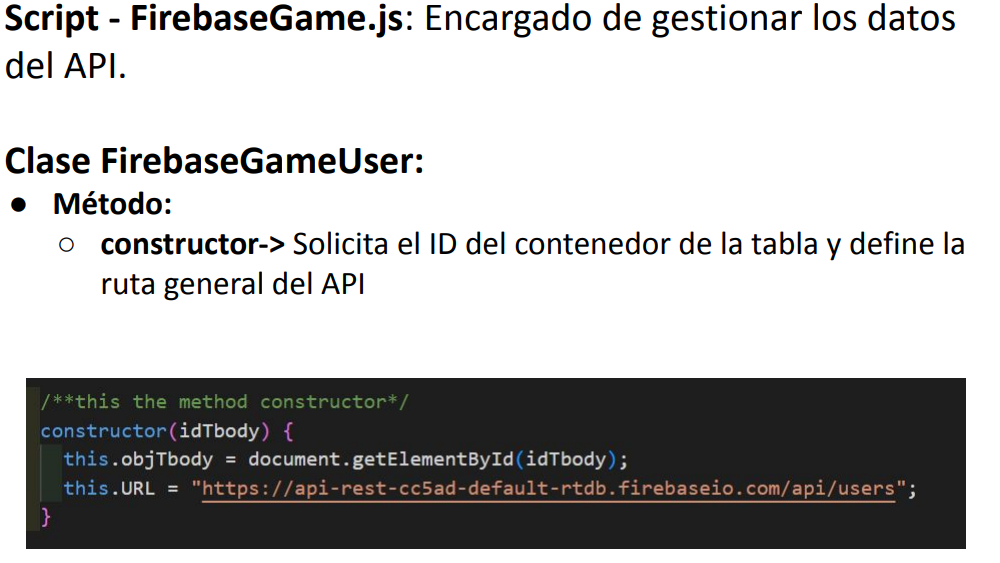 Script - FirebaseGame.js: Encargado de gestionar los datos
del API.
Clase FirebaseGameUser:
● Método:
○ constructor-> Solicita el ID del contenedor de la tabla y define la
ruta general del API
/**this the method constructor*/
constructor(idTbody) {
this.objTbody = document.getElementById(idTbody);
this.URL = "https://api-rest-cc5ad-default-rtdb.firebaseio.com/api/users";
}